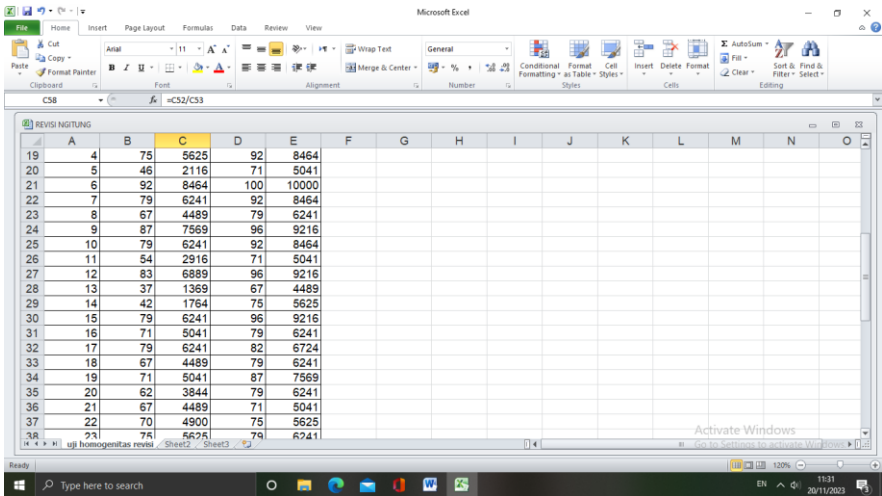 Microsoft Excel
File Home Insert Page Layout Formulas Data Review View
Cut
Copy
Format Painter
Paste
Clipboard
Arial 11
B I U
Font
Wrap Text
Merge & Center
Alignment
General
Number
Conditional Formatting
Format as Table
Cell Styles
Styles
Insert Delete Format
Cells
Σ AutoSum
Fill
Clear
Sort & Filter
Find & Select
Editing
C58 fx =C52/C53
REVISI NGITUNG
A B C D E F G H I J K L M N O
19 4 75 5625 92 8464
20 5 46 2116 71 5041
21 6 92 8464 100 10000
22 7 79 6241 92 8464
23 8 67 4489 79 6241
24 9 87 7569 96 9216
25 10 79 6241 92 8464
26 11 54 2916 71 5041
27 12 83 6889 96 9216
28 13 37 1369 67 4489
29 14 42 1764 75 5625
30 15 79 6241 96 9216
31 16 71 5041 79 6241
32 17 79 6241 82 6724
33 18 67 4489 79 6241
34 19 71 5041 87 7569
35 20 62 3844 79 6241
36 21 67 4489 71 5041
37 22 70 4900 75 5625
38 23 75 5625 79 6241
Activate Windows
Go to Settings to activate Windows.
uji homogenitas revisi Sheet2 Sheet3
Ready 120%
Type here to search
EN
11:31
20/11/2023